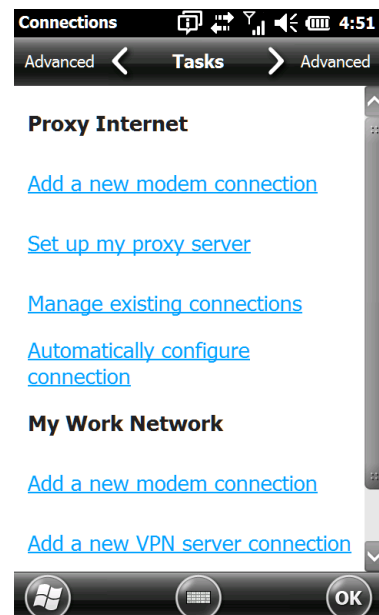 Connections 4:51
Advanced Tasks Advanced
Proxy Internet
Add a new modem connection
Set up my proxy server
Manage existing connections
Automatically configure
connection
My Work Network
Add a new modem connection
Add a new VPN server connection
OK